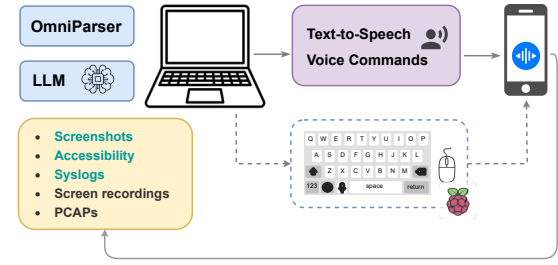 OmniParser
LLM
Text-to-Speech
Voice Commands
Screenshots
Accessibility
Syslogs
Screen recordings
PCAPs
Q W E R T Y U I O P
A S D F G H J K L
Z X C V B N M
123 space return